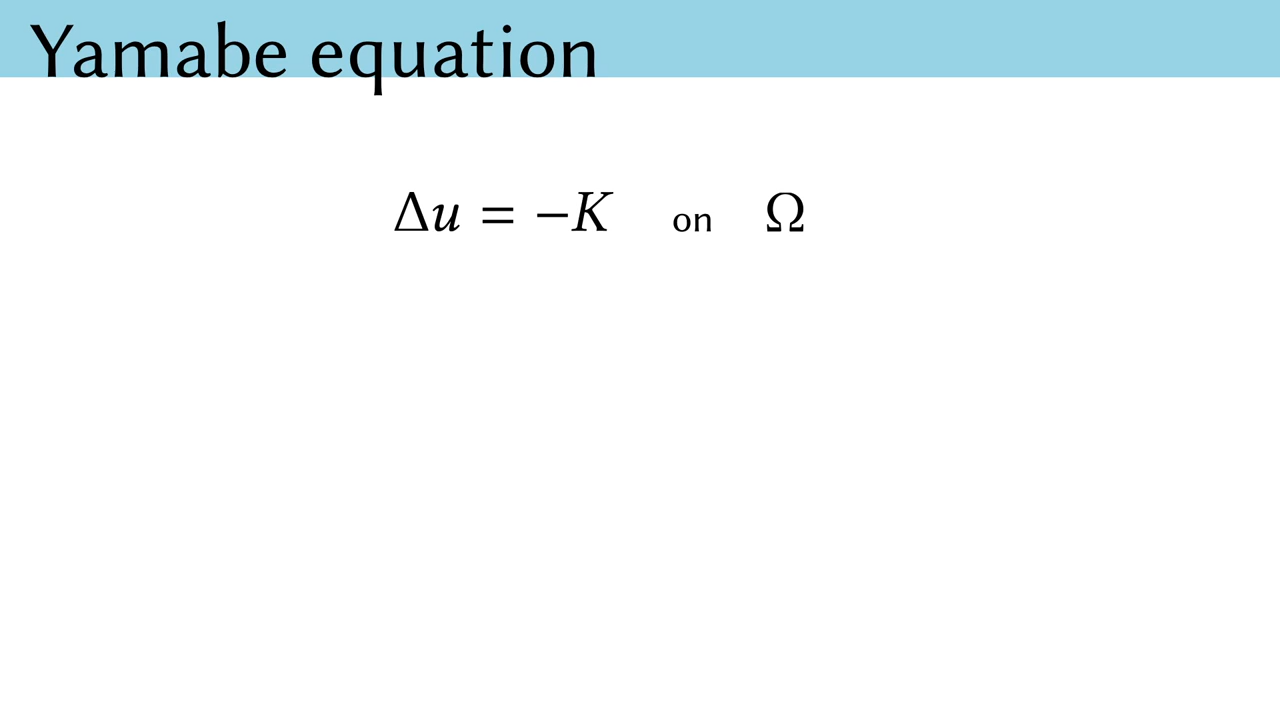 Yamabe equation
Δu = −K on Ω